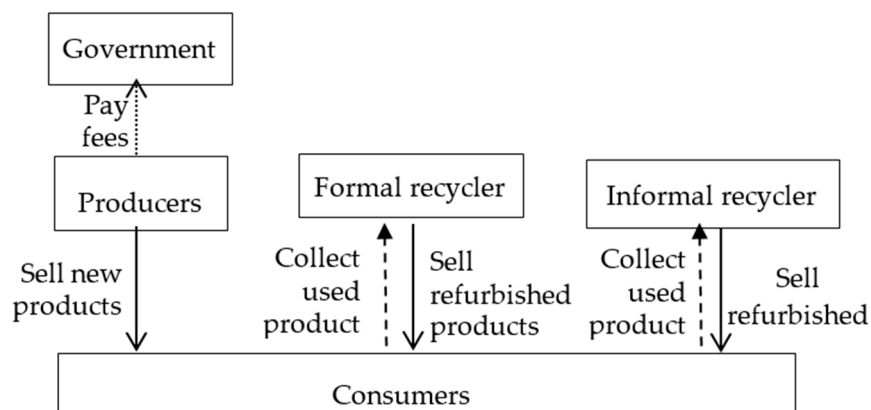 Government
Pay
fees
Producers
Formal recycler
Informal recycler
Sell new
products
Collect
used
product
Sell
refurbished
products
Collect
used
product
Sell
refurbished
Consumers